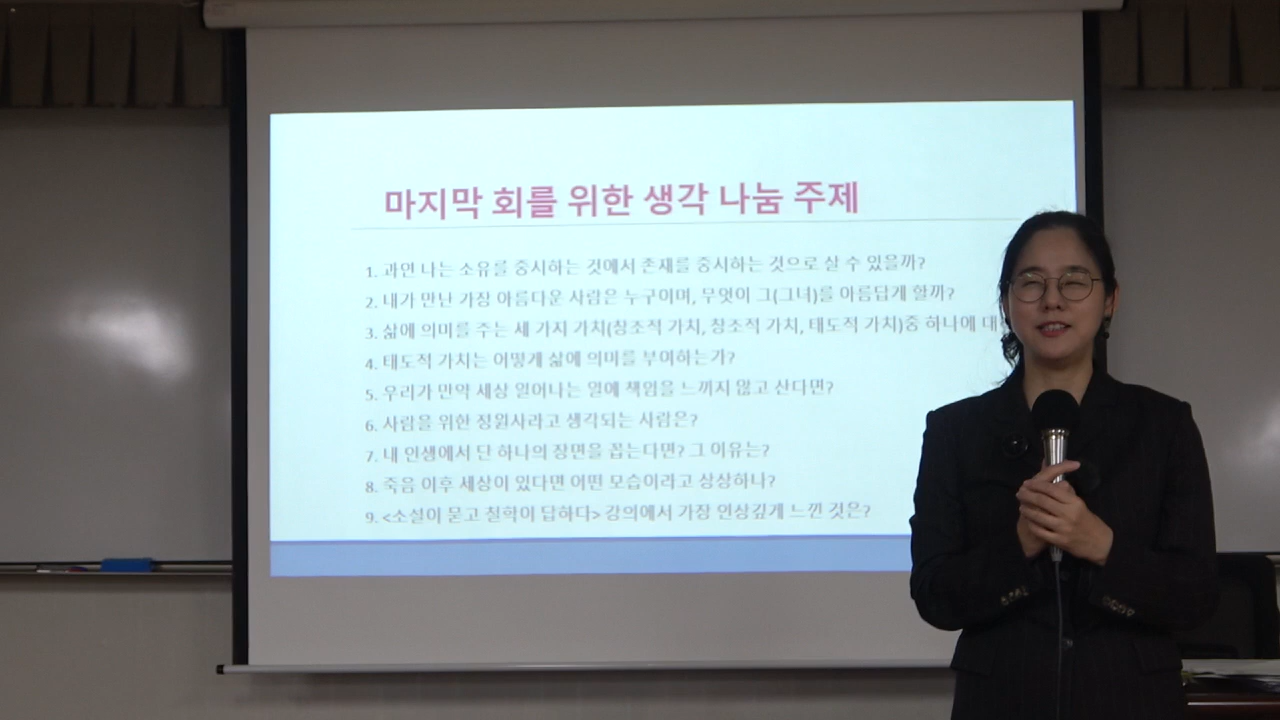 마지막 회를 위한 생각 나눔 주제
1. 과연 나는 소유를 중시하는 것에서 존재를 중시하는 것으로 살 수 있을까?
2. 내가 만난 가장 아름다운 사람은 누구이며, 무엇이 그(그녀)를 아름답게 할까?
3. 삶에 의미를 주는 세 가지 가치(창조적 가치, 창조적 가치, 태도적 가치)중 하나에 대
4. 태도적 가치는 어떻게 삶에 의미를 부여하는가?
5. 우리가 만약 세상 일어나는 일에 책임을 느끼지 않고 산다면?
6. 사람을 위한 정원사라고 생각되는 사람은?
7. 내 인생에서 단 하나의 장면을 꼽는다면? 그 이유는?
8. 죽음 이후 세상이 있다면 어떤 모습이라고 상상하나?
9. <소설이 묻고 철학이 답하다> 강의에서 가장 인상깊게 느낀 것은?